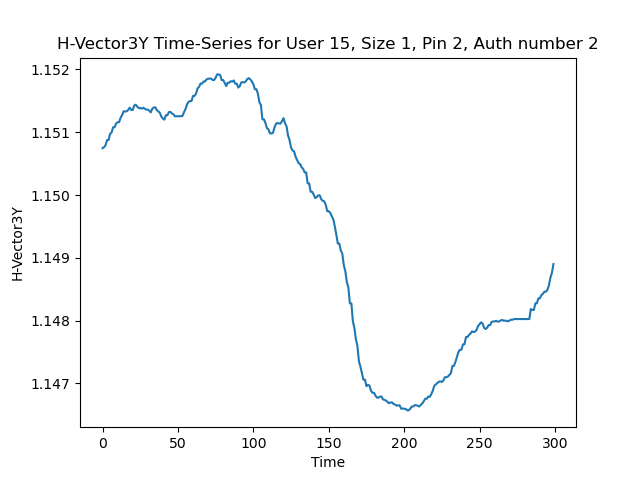 H-Vector3Y Time-Series for User 15, Size 1, Pin 2, Auth number 2
1.152
1.151
1.150
1.149
1.148
1.147
H-Vector3Y
0 50 100 150 200 250 300
Time